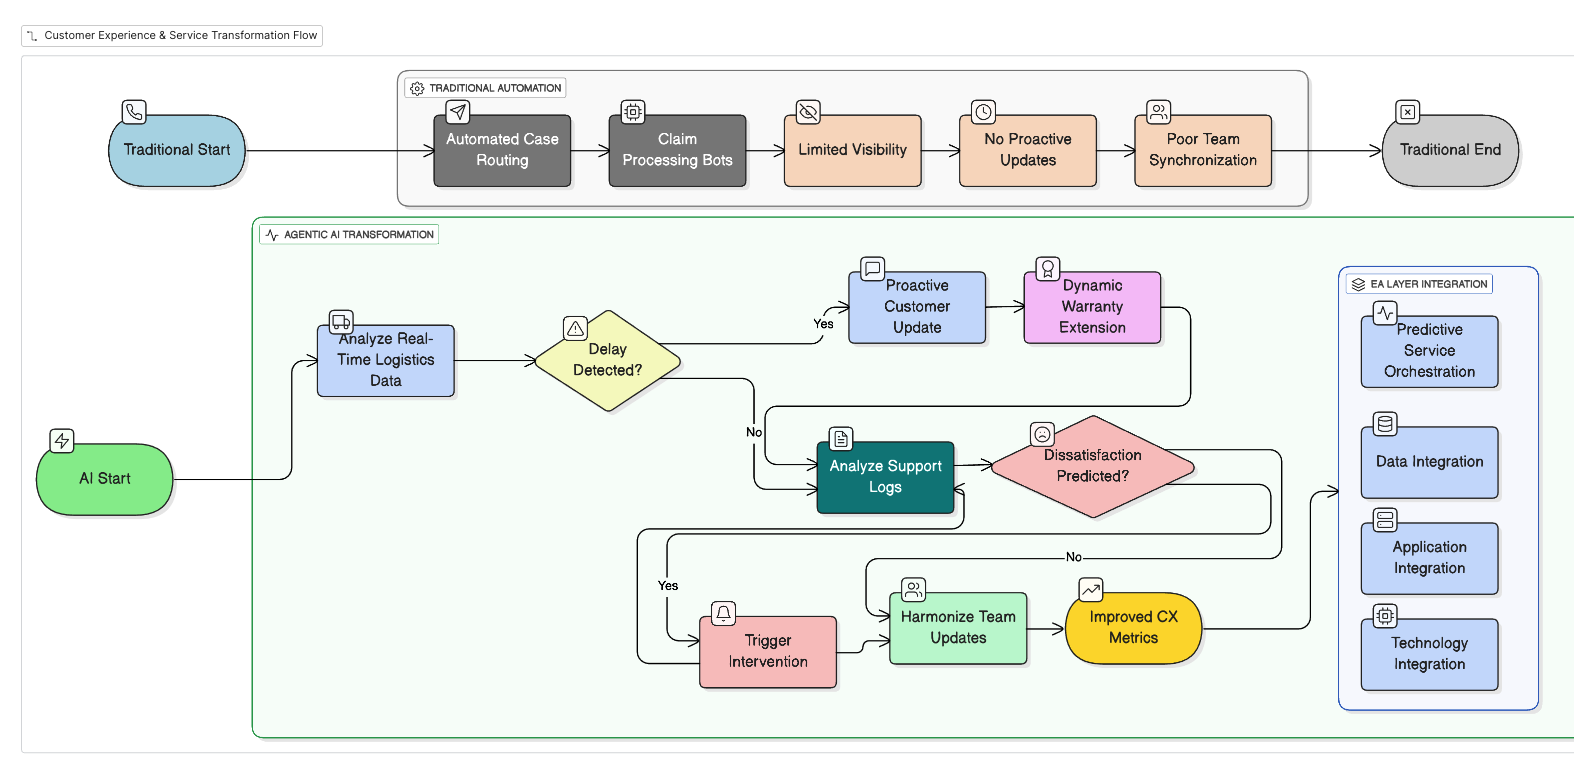 Customer Experience & Service Transformation Flow
TRADITIONAL AUTOMATION
Traditional Start
Automated Case
Routing
Claim
Processing Bots
Limited Visibility
No Proactive
Updates
Poor Team
Synchronization
Traditional End
AGENTIC AI TRANSFORMATION
AI Start
Analyze Real-
Time Logistics
Data
Delay
Detected?
Yes
No
Proactive
Customer
Update
Dynamic
Warranty
Extension
Analyze Support
Logs
Dissatisfaction
Predicted?
Yes
No
Trigger
Intervention
Harmonize Team
Updates
Improved CX
Metrics
EA LAYER INTEGRATION
Predictive
Service
Orchestration
Data Integration
Application
Integration
Technology
Integration